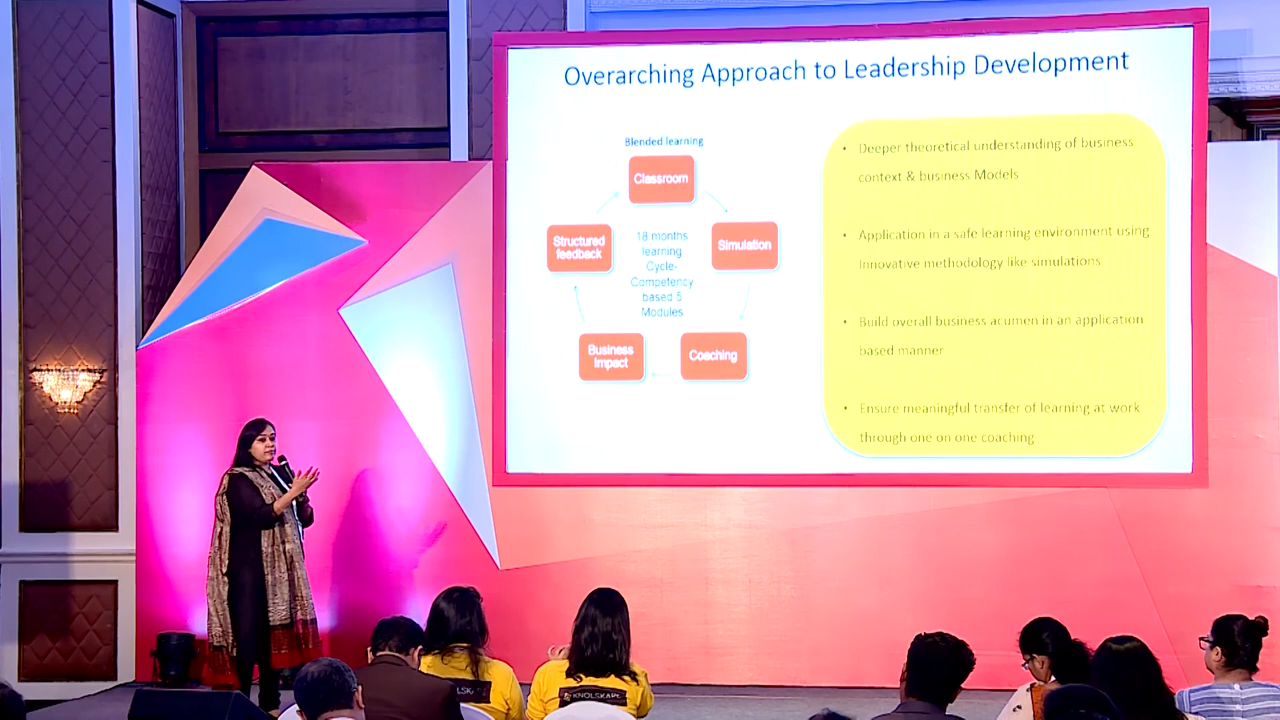 Overarching Approach to Leadership Development
Blended learning
Classroom
Simulation
Coaching
Business
Impact
Structured
feedback
18 months
learning
Cycle-
Competency
based 5
Modules
• Deeper theoretical understanding of business
context & business Models
• Application in a safe learning environment using
Innovative methodology like simulations
• Build overall business acumen in an application
based manner
• Ensure meaningful transfer of learning at work
through one on one coaching
KNOLSKAPE